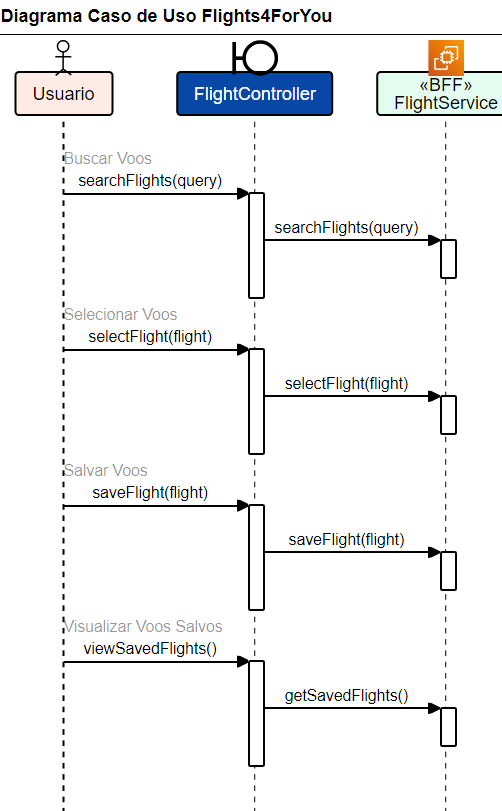 Diagrama Caso de Uso Flights4ForYou
Usuario
FlightController
«BFF»
FlightService
Buscar Voos
searchFlights(query)
searchFlights(query)
Selecionar Voos
selectFlight(flight)
selectFlight(flight)
Salvar Voos
saveFlight(flight)
saveFlight(flight)
Visualizar Voos Salvos
viewSavedFlights()
getSavedFlights()